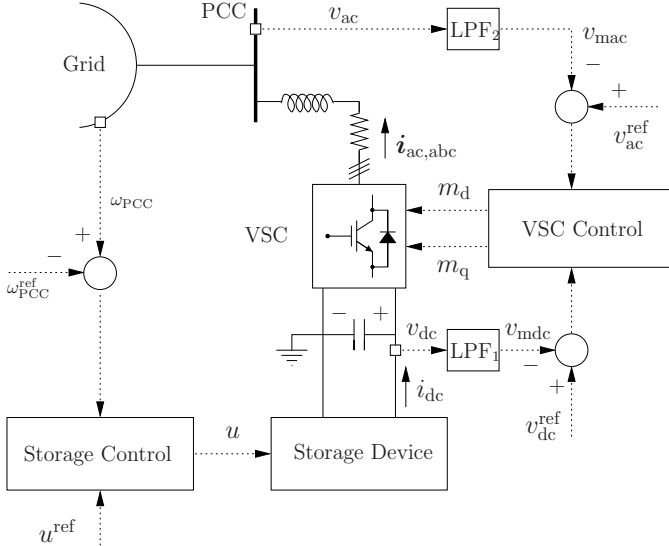 PCC
v_ac
LPF_2
v_mac
Grid
−
+
v_ac^ref
i_ac,abc
ω_PCC
m_d
VSC
VSC Control
+
m_q
−
ω_PCC^ref
− +
v_dc
LPF_1
v_mdc
−
+
i_dc
v_dc^ref
Storage Control
u
Storage Device
u^ref